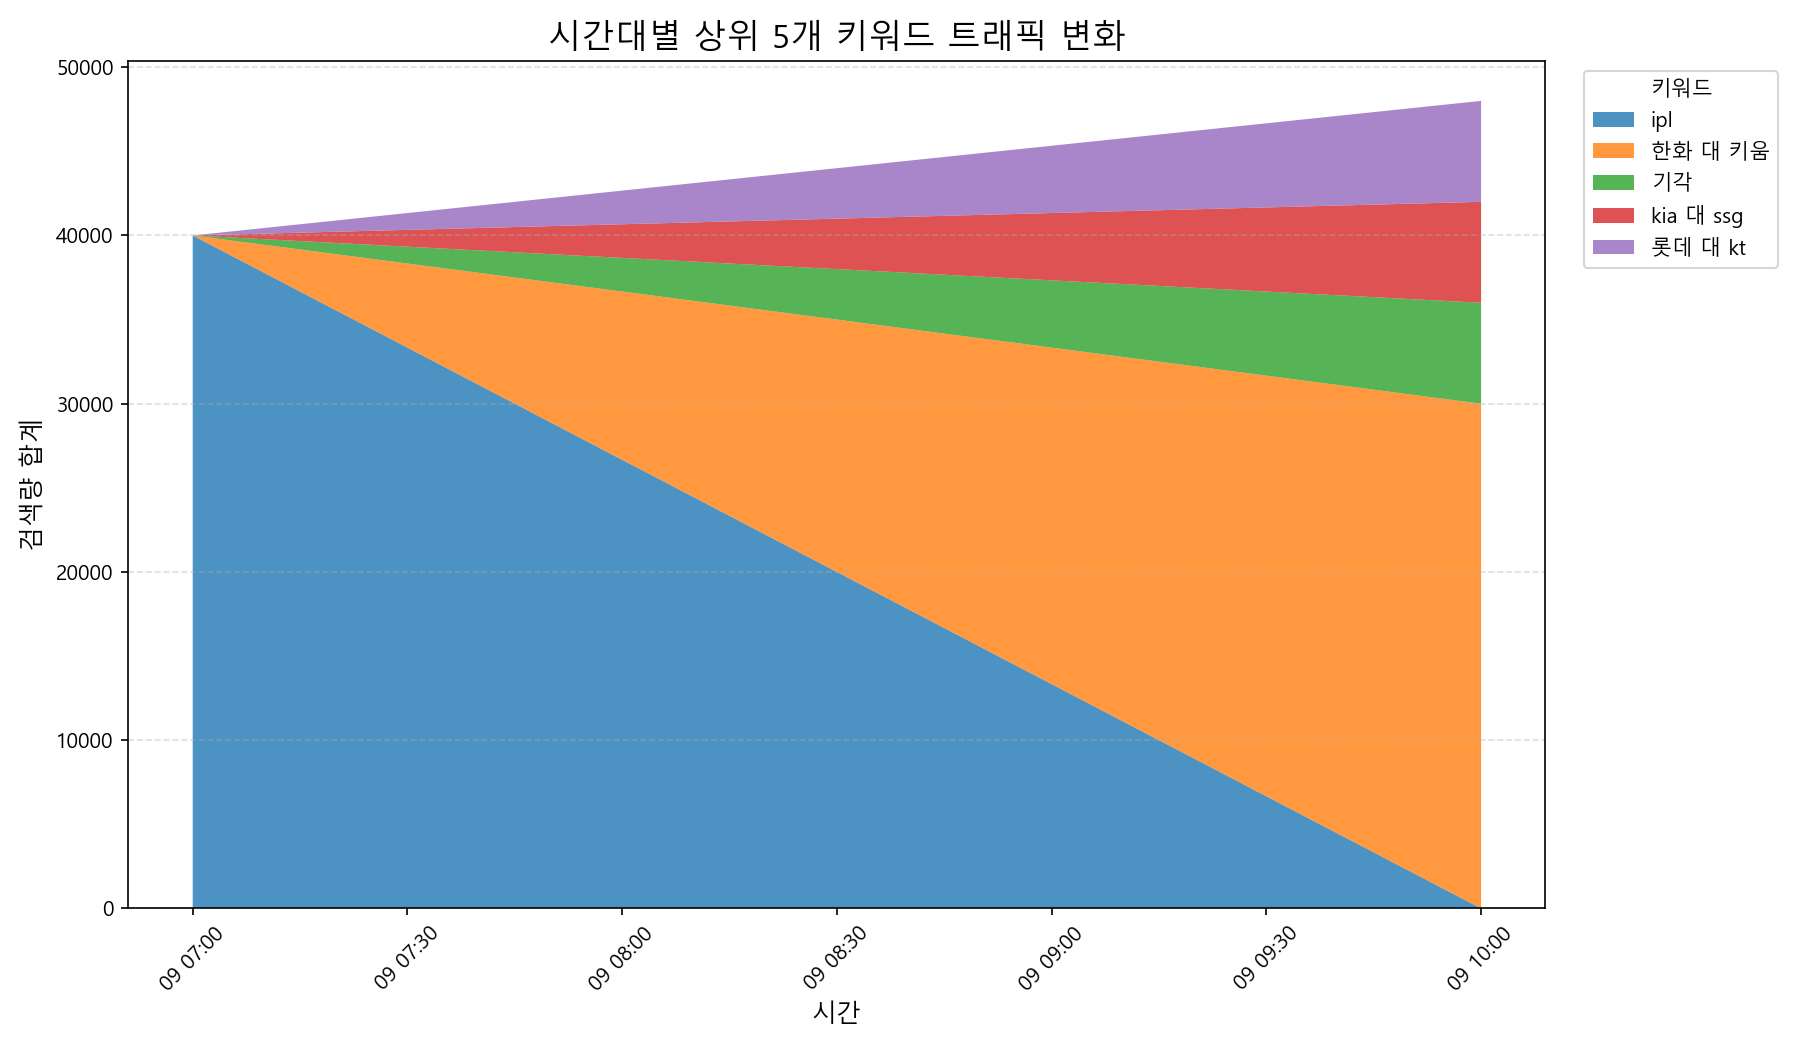 시간대별 상위 5개 키워드 트래픽 변화
50000
40000
30000
20000
10000
0
검색량 합계
09 07:00
09 07:30
09 08:00
09 08:30
09 09:00
09 09:30
09 10:00
시간
키워드
ipl
한화 대 키움
기각
kia 대 ssg
롯데 대 kt